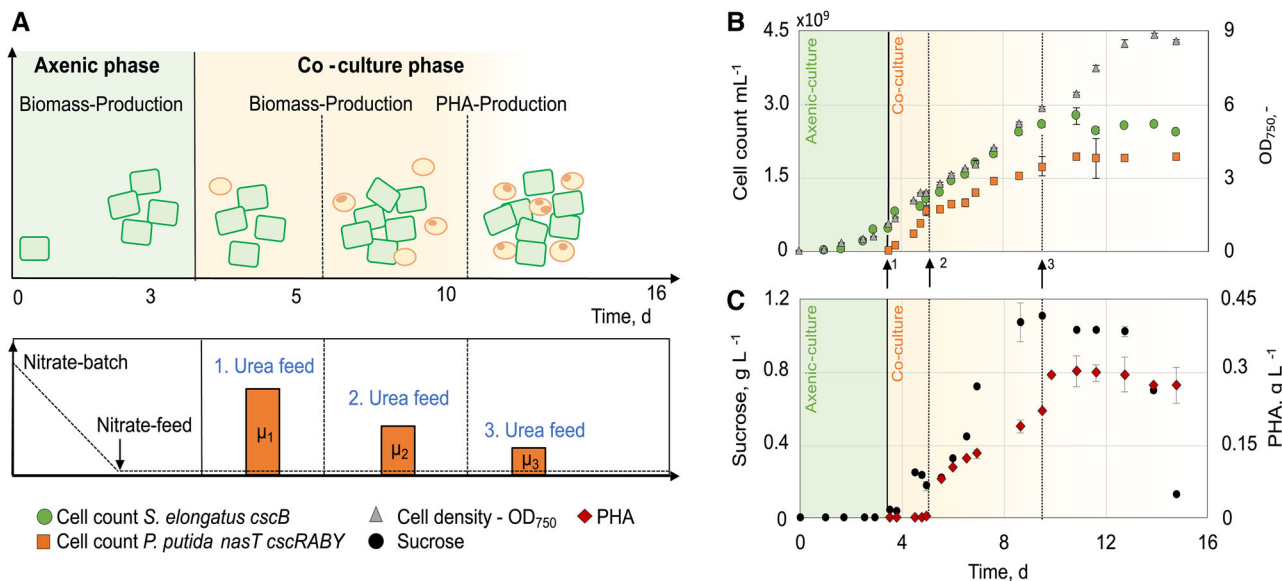 A
Axenic phase
Co -culture phase
Biomass-Production
Biomass-Production
PHA-Production
0
3
5
10
16
Time, d
Nitrate-batch
Nitrate-feed
1. Urea feed
2. Urea feed
3. Urea feed
μ1
μ2
μ3
Cell count S. elongatus cscB
Cell density - OD750
PHA
Cell count P. putida nasT cscRABY
Sucrose
B
x10⁹
4.5
3.0
1.5
0
Cell count mL⁻¹
Axenic-culture
Co-culture
9
6
3
0
OD750,-
1
2
3
C
1.2
0.8
0.4
0
Sucrose, g L⁻¹
Axenic-culture
Co-culture
0.45
0.3
0.15
0
PHA, g L⁻¹
0
4
8
12
16
Time, d